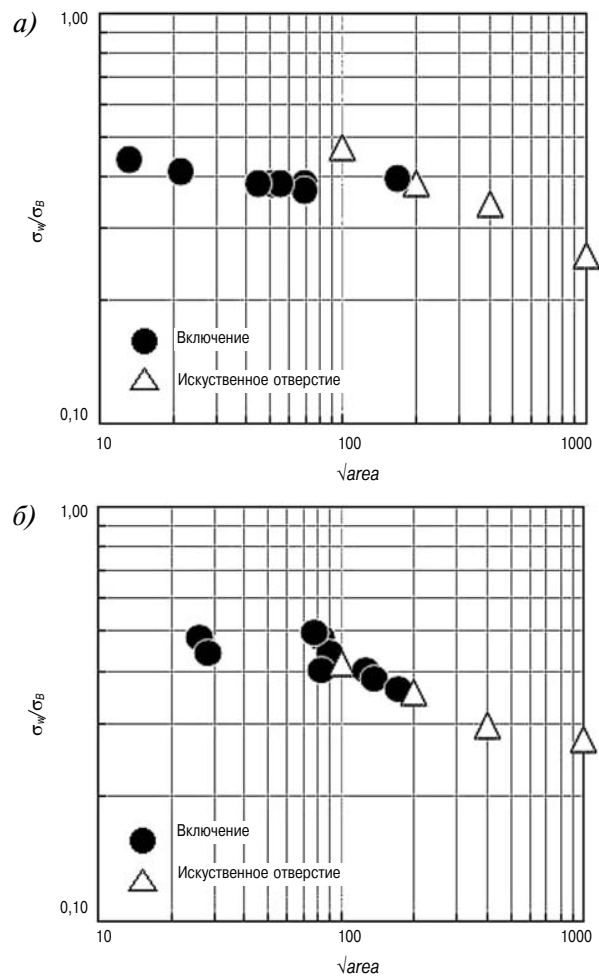 а)
1,00
σw/σB
Включение
Искуственное отверстие
0,10
10
100
1000
√area
б)
1,00
σw/σB
Включение
Искуственное отверстие
0,10
10
100
1000
√area